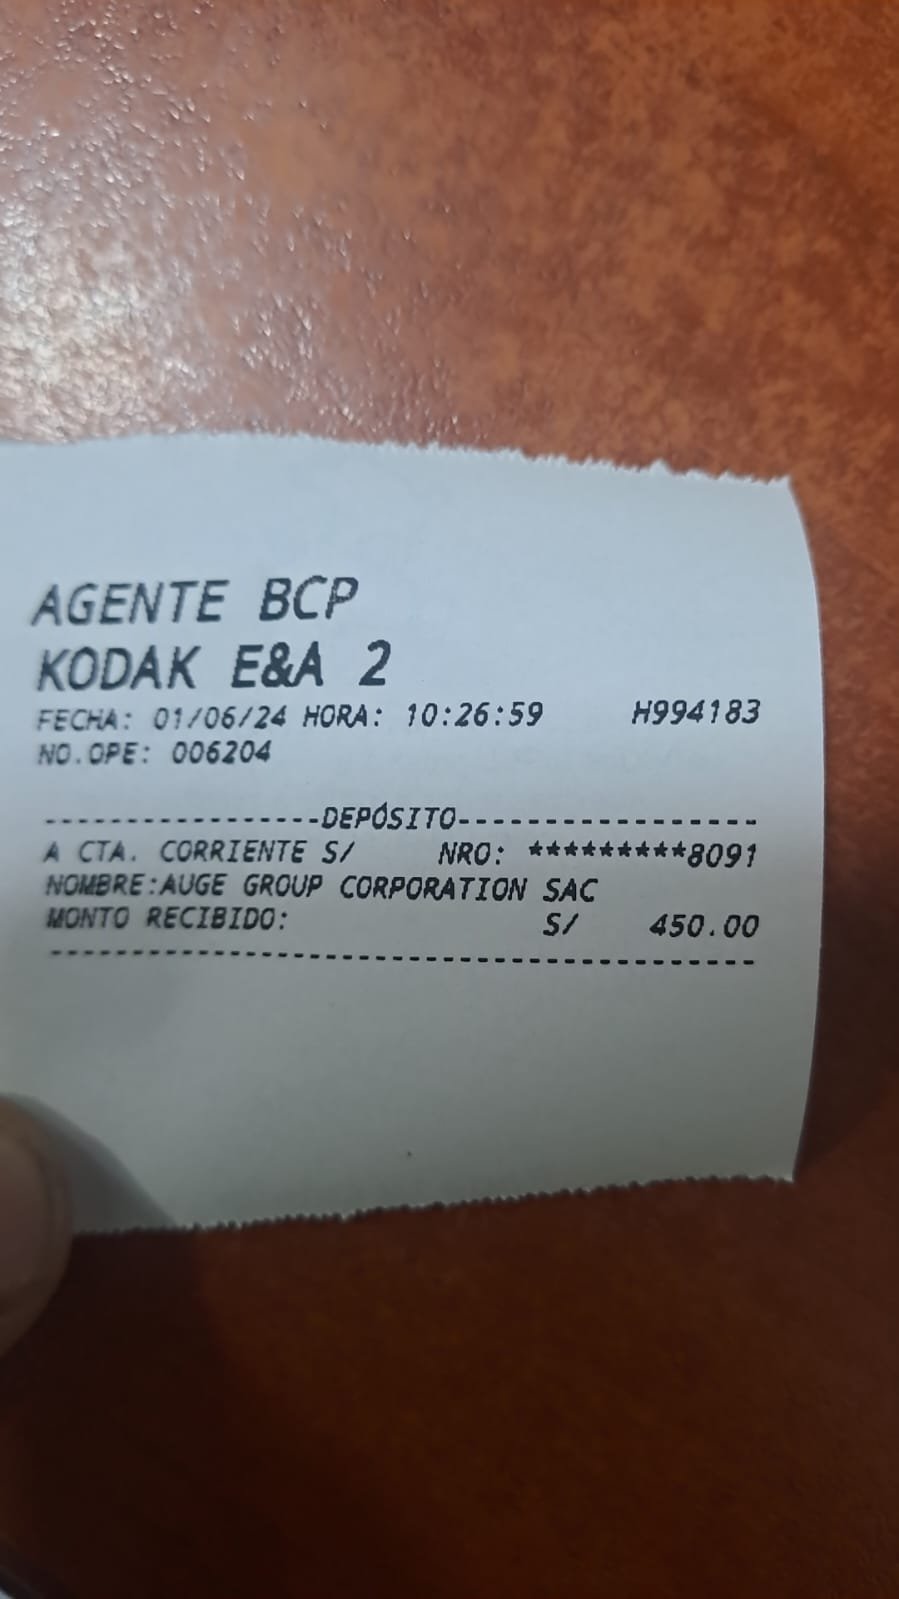 AGENTE BCP
KODAK E&A 2
FECHA: 01/06/24 HORA: 10:26:59 H994183
NO.OPE: 006204
-----------------DEPÓSITO-----------------
A CTA. CORRIENTE S/ NRO: *********8091
NOMBRE:AUGE GROUP CORPORATION SAC
MONTO RECIBIDO: S/ 450.00
------------------------------------------